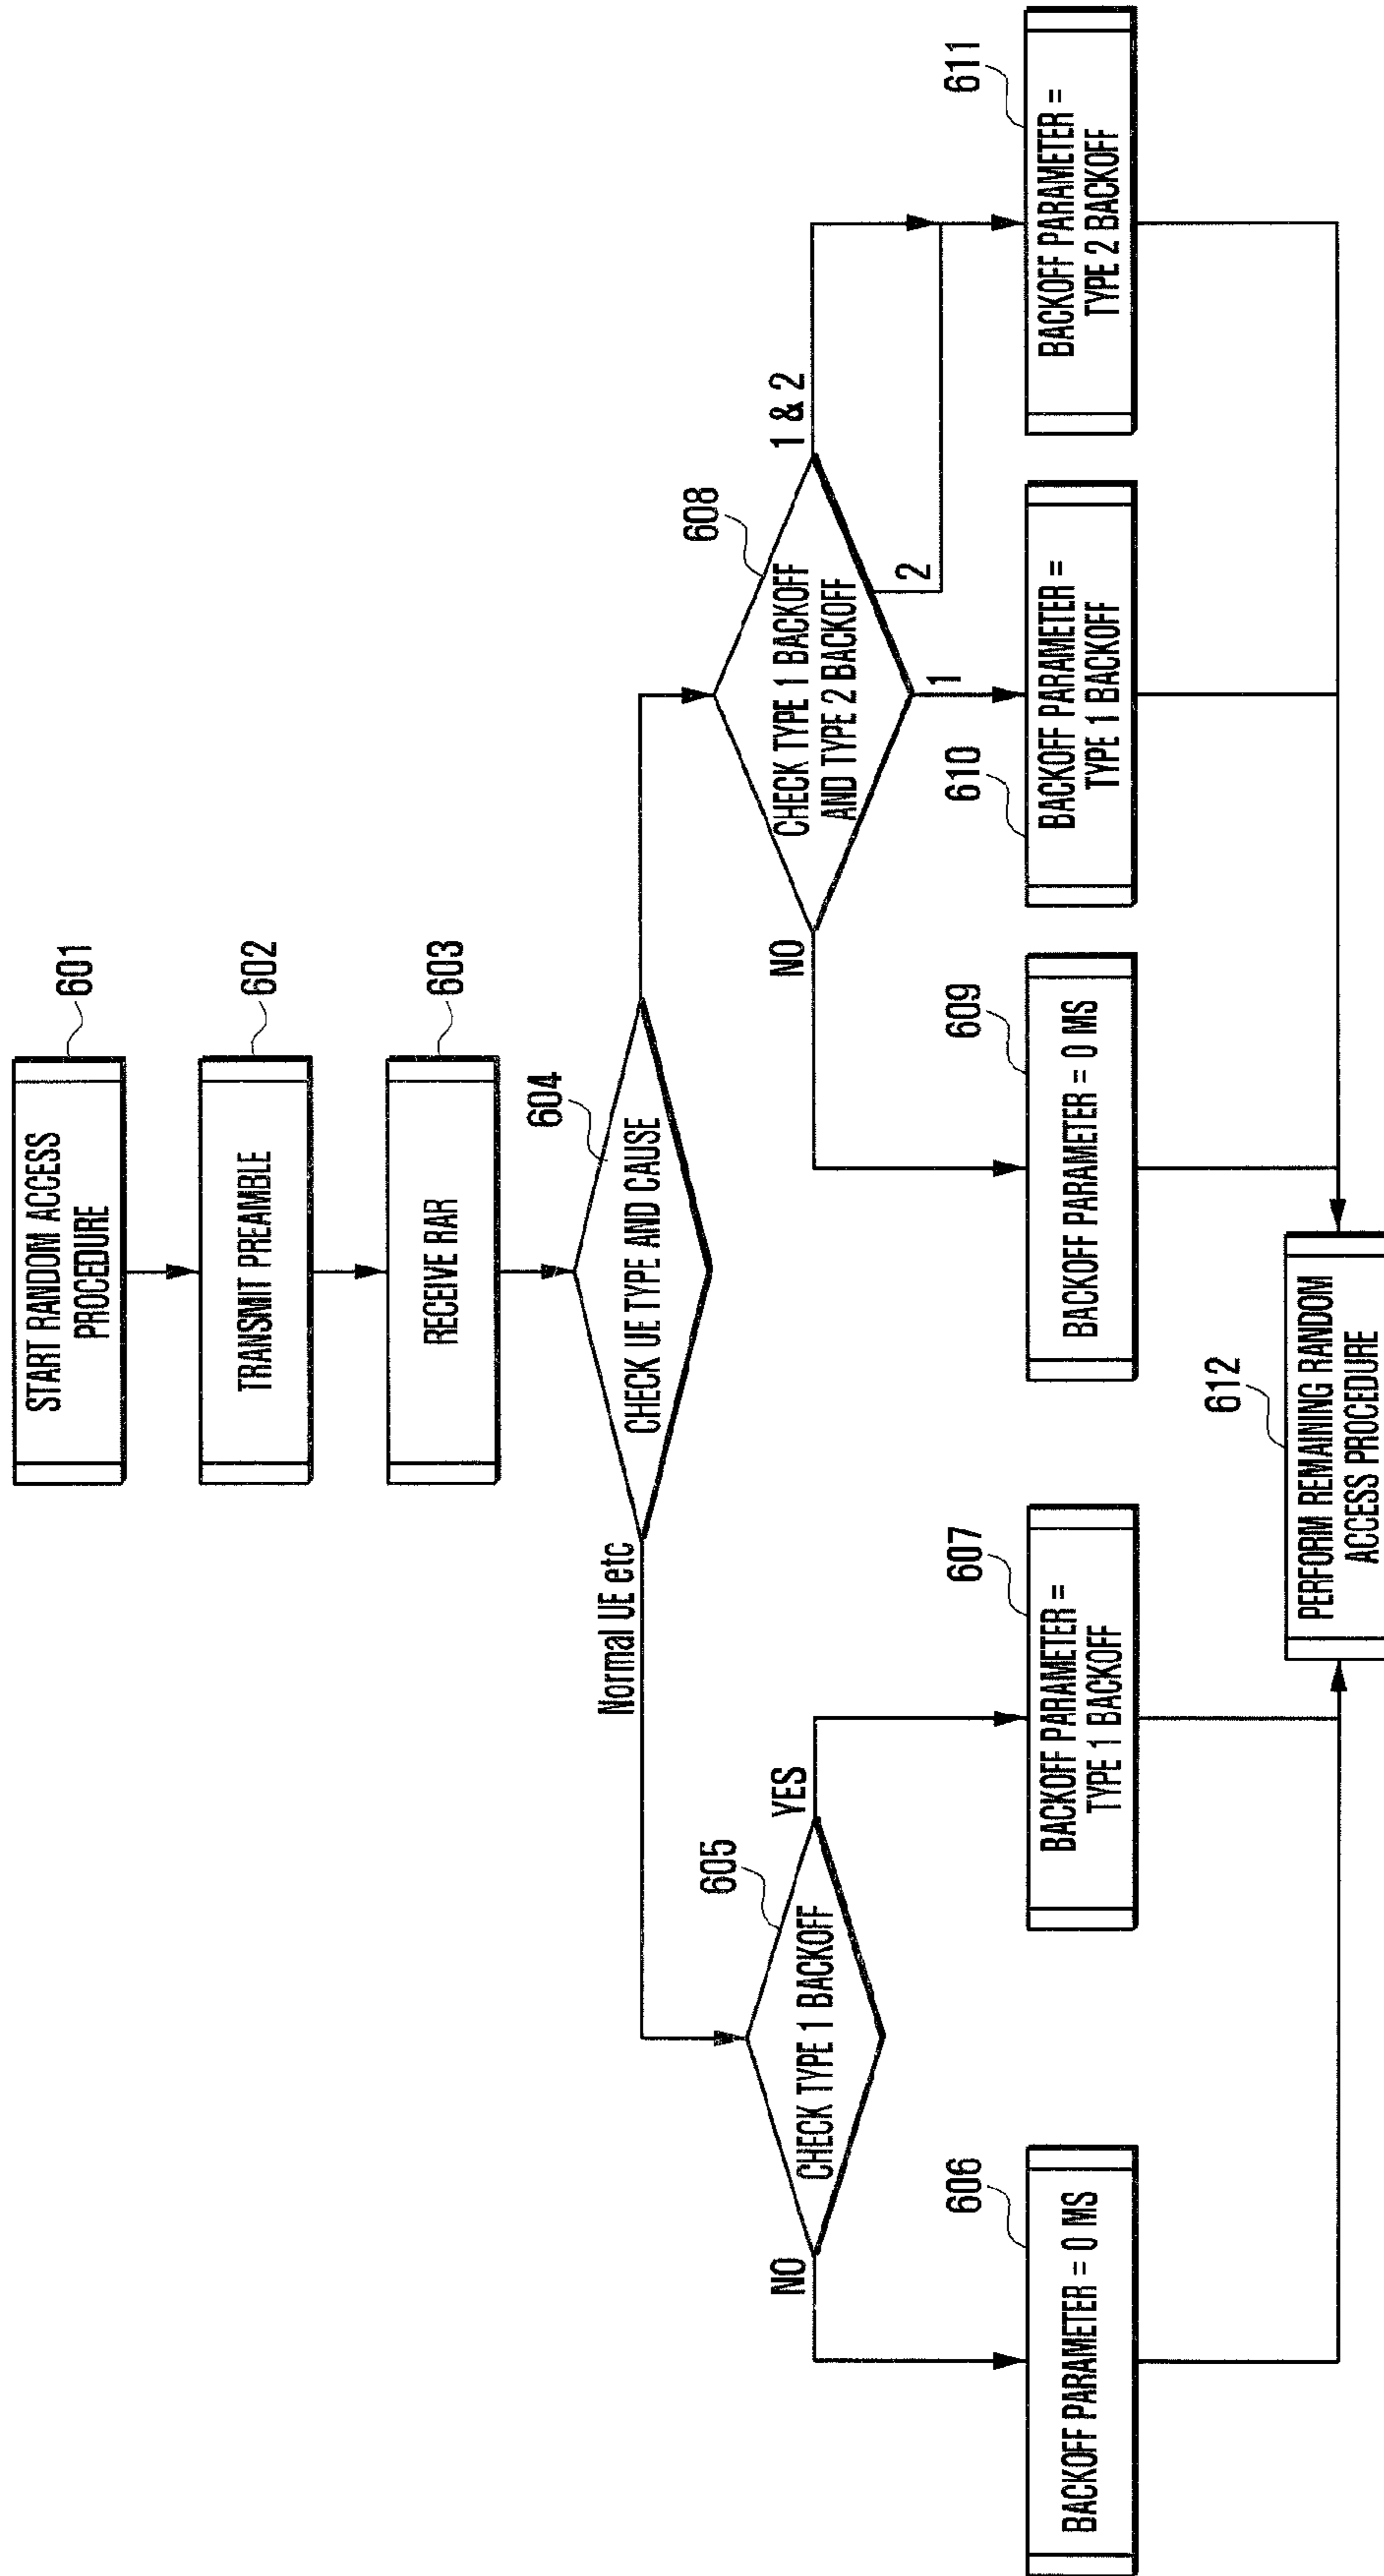 START RANDOM ACCESS
PROCEDURE
601
TRANSMIT PREAMBLE
602
RECEIVE RAR
603
CHECK UE TYPE AND CAUSE
604
Normal UE etc
CHECK TYPE 1 BACKOFF
605
NO
YES
BACKOFF PARAMETER = 0 MS
606
BACKOFF PARAMETER =
TYPE 1 BACKOFF
607
CHECK TYPE 1 BACKOFF
AND TYPE 2 BACKOFF
608
NO
1
2
1 & 2
BACKOFF PARAMETER = 0 MS
609
BACKOFF PARAMETER =
TYPE 1 BACKOFF
610
BACKOFF PARAMETER =
TYPE 2 BACKOFF
611
PERFORM REMAINING RANDOM
ACCESS PROCEDURE
612